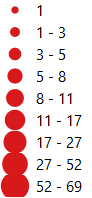 1
1 - 3
3 - 5
5 - 8
8 - 11
11 - 17
17 - 27
27 - 52
52 - 69